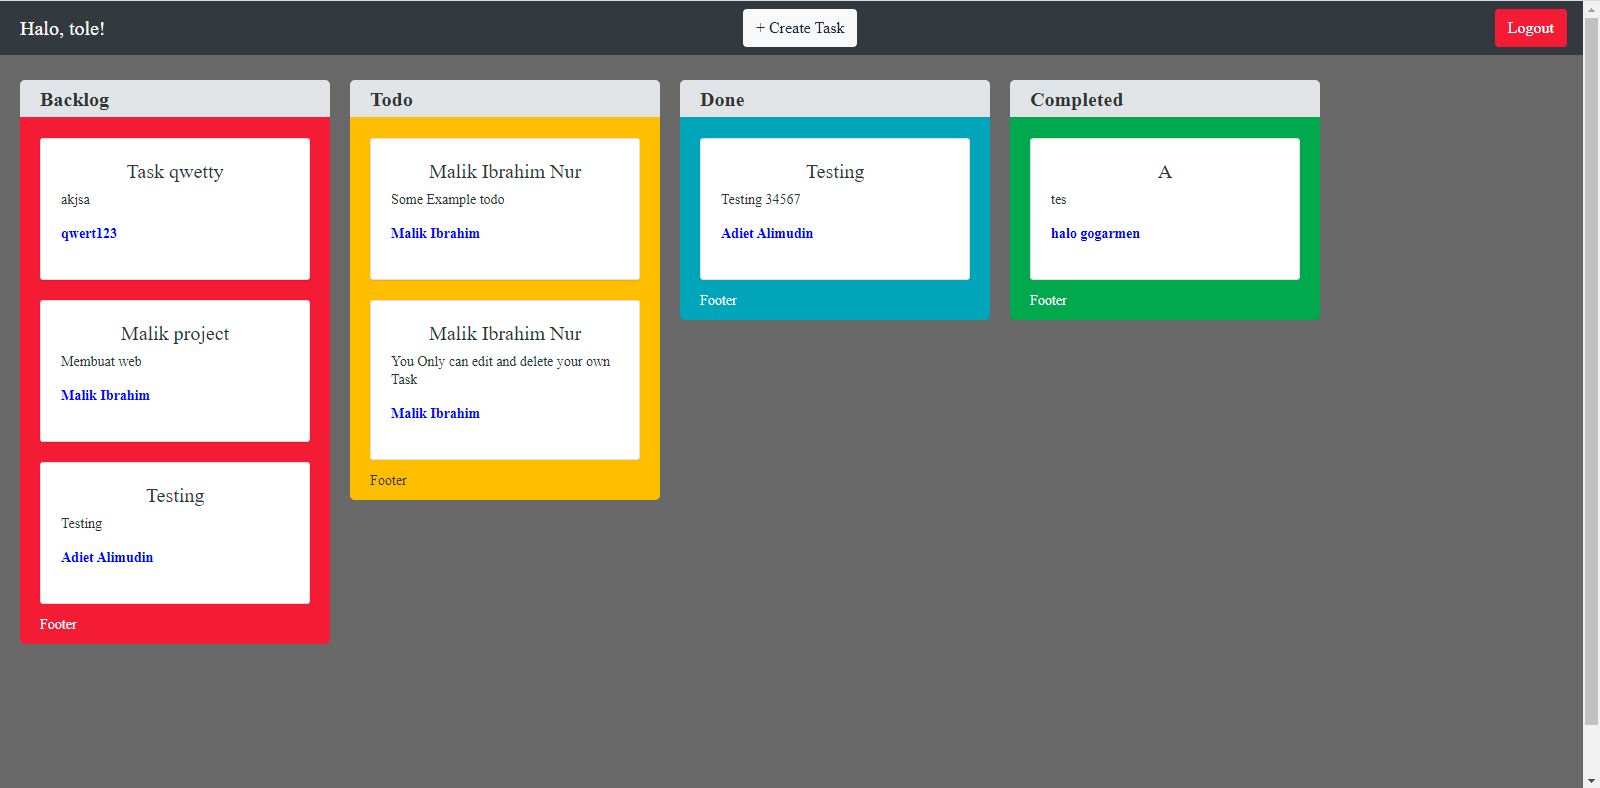 Halo, tole!
+ Create Task
Logout
Backlog
Task qwetty
akjsa
qwert123
Malik project
Membuat web
Malik Ibrahim
Testing
Testing
Adiet Alimudin
Footer
Todo
Malik Ibrahim Nur
Some Example todo
Malik Ibrahim
Malik Ibrahim Nur
You Only can edit and delete your own
Task
Malik Ibrahim
Footer
Done
Testing
Testing 34567
Adiet Alimudin
Footer
Completed
A
tes
halo gogarmen
Footer